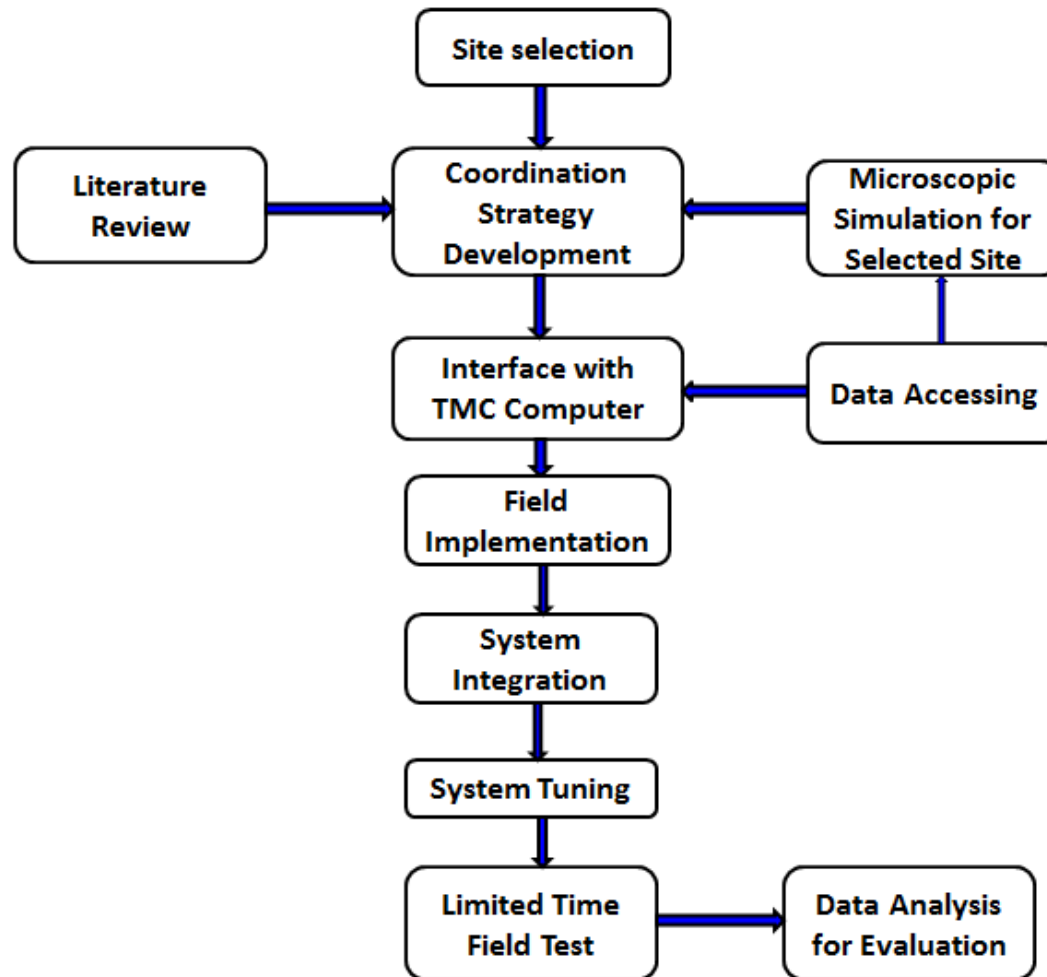 Site selection
Literature
Review
Coordination
Strategy
Development
Microscopic
Simulation for
Selected Site
Interface with
TMC Computer
Data Accessing
Field
Implementation
System
Integration
System Tuning
Limited Time
Field Test
Data Analysis
for Evaluation